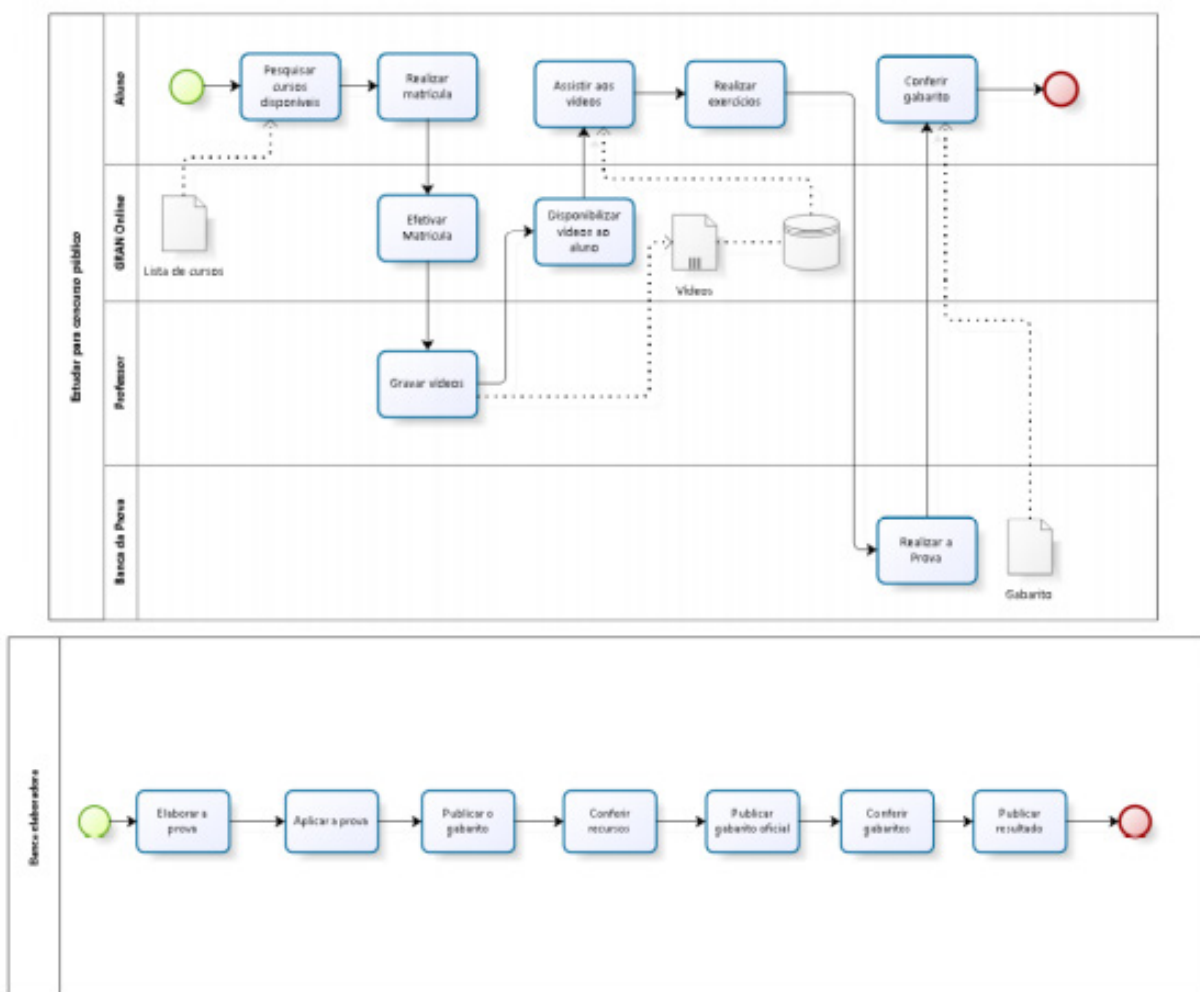 Estudar para concurso público
Aluno
Pesquisar
cursos
disponíveis
Realizar
matrícula
Assistir aos
vídeos
Realizar
exercícios
Conferir
gabarito
GRAN Online
Lista de cursos
Efetivar
Matrícula
Disponibilizar
vídeos ao
aluno
Vídeos
Professor
Gravar vídeos
Banca da Prova
Realizar a
Prova
Gabarito
Banca elaboradora
Elaborar a
prova
Aplicar a prova
Publicar o
gabarito
Conferir
recursos
Publicar
gabarito oficial
Conferir
gabaritos
Publicar
resultado